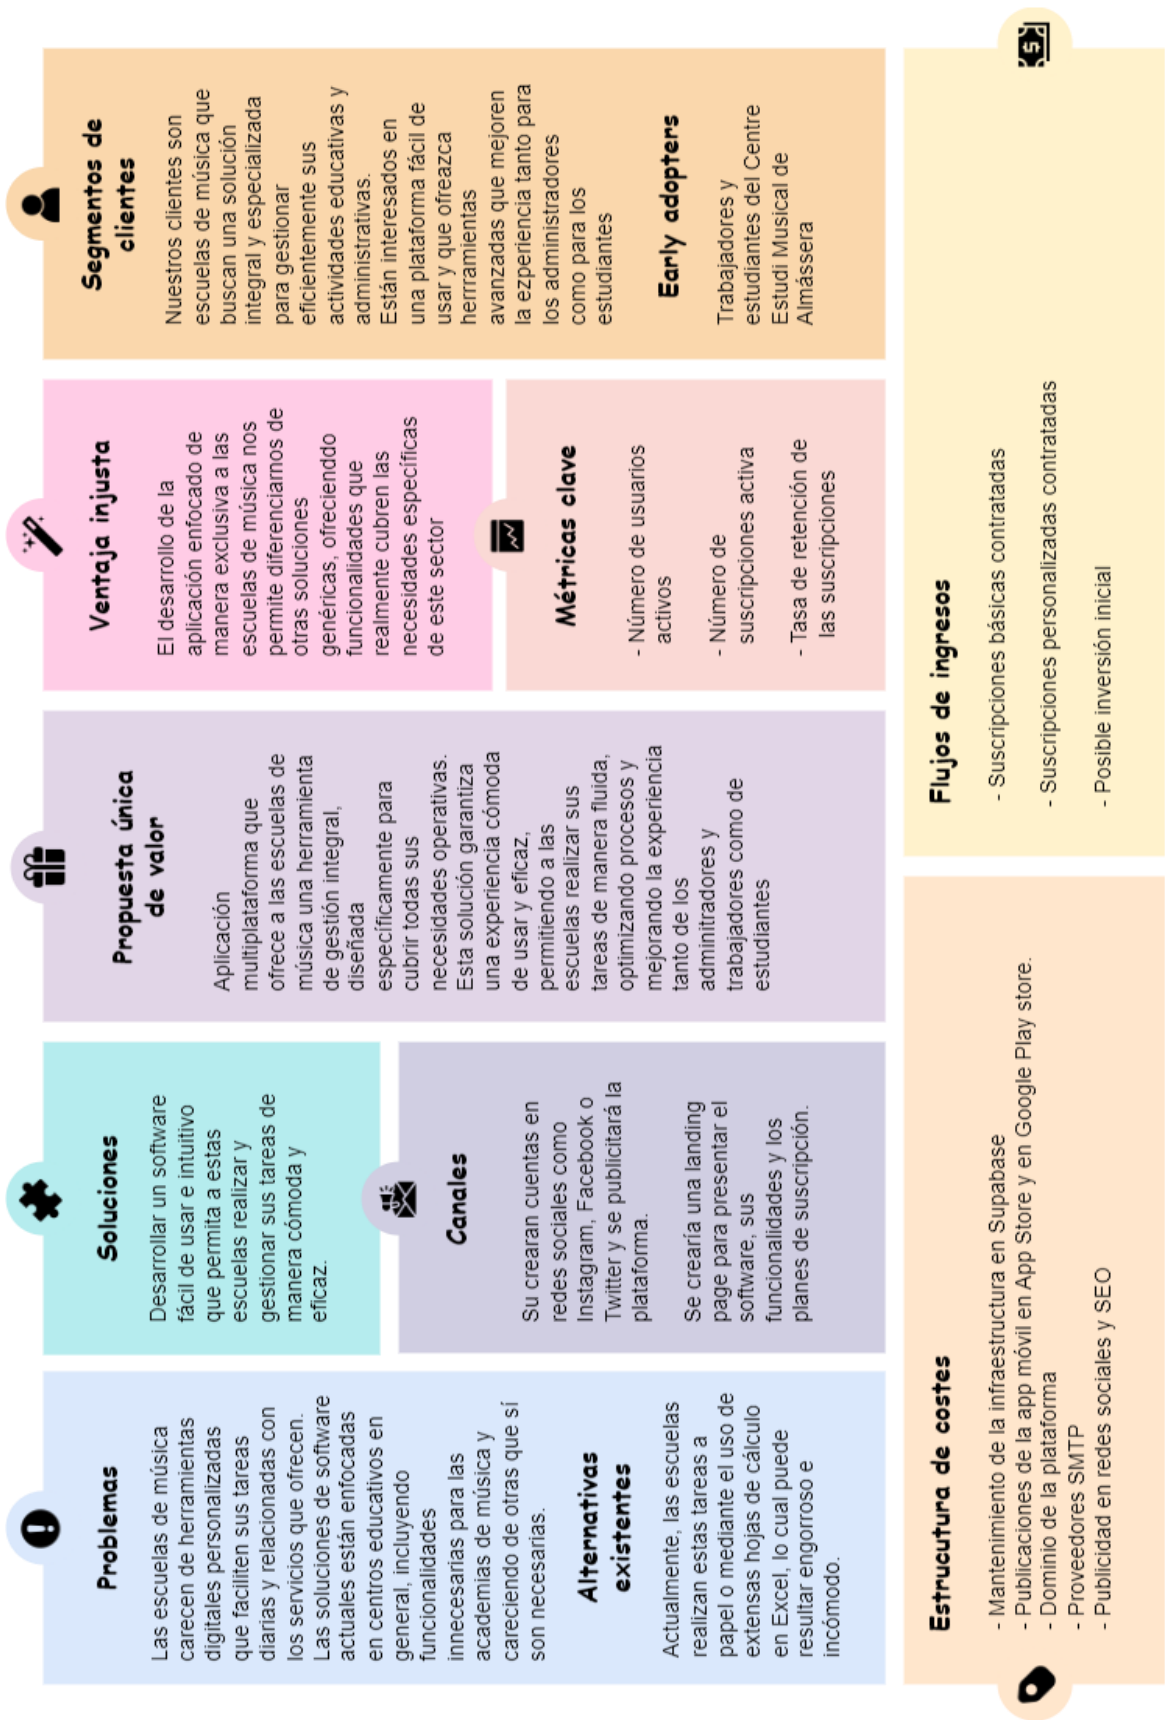 Problemas
Las escuelas de música
carecen de herramientas
digitales personalizadas
que faciliten sus tareas
diarias y relacionadas con
los servicios que ofrecen.
Las soluciones de software
actuales están enfocadas
en centros educativos en
general, incluyendo
funcionalidades
innecesarias para las
academias de música y
careciendo de otras que sí
son necesarias.
Alternativas
existentes
Actualmente, las escuelas
realizan estas tareas a
papel o mediante el uso de
extensas hojas de cálculo
en Excel, lo cual puede
resultar engorroso e
incómodo.
Soluciones
Desarrollar un software
fácil de usar e intuitivo
que permita a estas
escuelas realizar y
gestionar sus tareas de
manera cómoda y
eficaz.
Canales
Su crearan cuentas en
redes sociales como
Instagram, Facebook o
Twitter y se publicitará la
plataforma.
Se crearía una landing
page para presentar el
software, sus
funcionalidades y los
planes de suscripción.
Propuesta única
de valor
Aplicación
multiplataforma que
ofrece a las escuelas de
música una herramienta
de gestión integral,
diseñada
específicamente para
cubrir todas sus
necesidades operativas.
Esta solución garantiza
una experiencia cómoda
de usar y eficaz,
permitiendo a las
escuelas realizar sus
tareas de manera fluida,
optimizando procesos y
mejorando la experiencia
tanto de los
adminitradores y
trabajadores como de
estudiantes
Ventaja injusta
El desarrollo de la
aplicación enfocado de
manera exclusiva a las
escuelas de música nos
permite diferenciarnos de
otras soluciones
genéricas, ofrecienddo
funcionalidades que
realmente cubren las
necesidades específicas
de este sector
Métricas clave
- Número de usuarios
activos
- Número de
suscripciones activa
- Tasa de retención de
las suscripciones
Segmentos de
clientes
Nuestros clientes son
escuelas de música que
buscan una solución
integral y especializada
para gestionar
eficientemente sus
actividades educativas y
administrativas.
Están interesados en
una plataforma fácil de
usar y que ofreazca
herrramientas
avanzadas que mejoren
la ezperiencia tanto para
los administradores
como para los
estudiantes
Early adopters
Trabajadores y
estudiantes del Centre
Estudi Musical de
Almássera
Estrucutura de costes
- Mantenimiento de la infraestructura en Supabase
- Publicaciones de la app móvil en App Store y en Google Play store.
- Dominio de la plataforma
- Proveedores SMTP
- Publicidad en redes sociales y SEO
Flujos de ingresos
- Suscripciones básicas contratadas
- Suscripciones personalizadas contratadas
- Posible inversión inicial